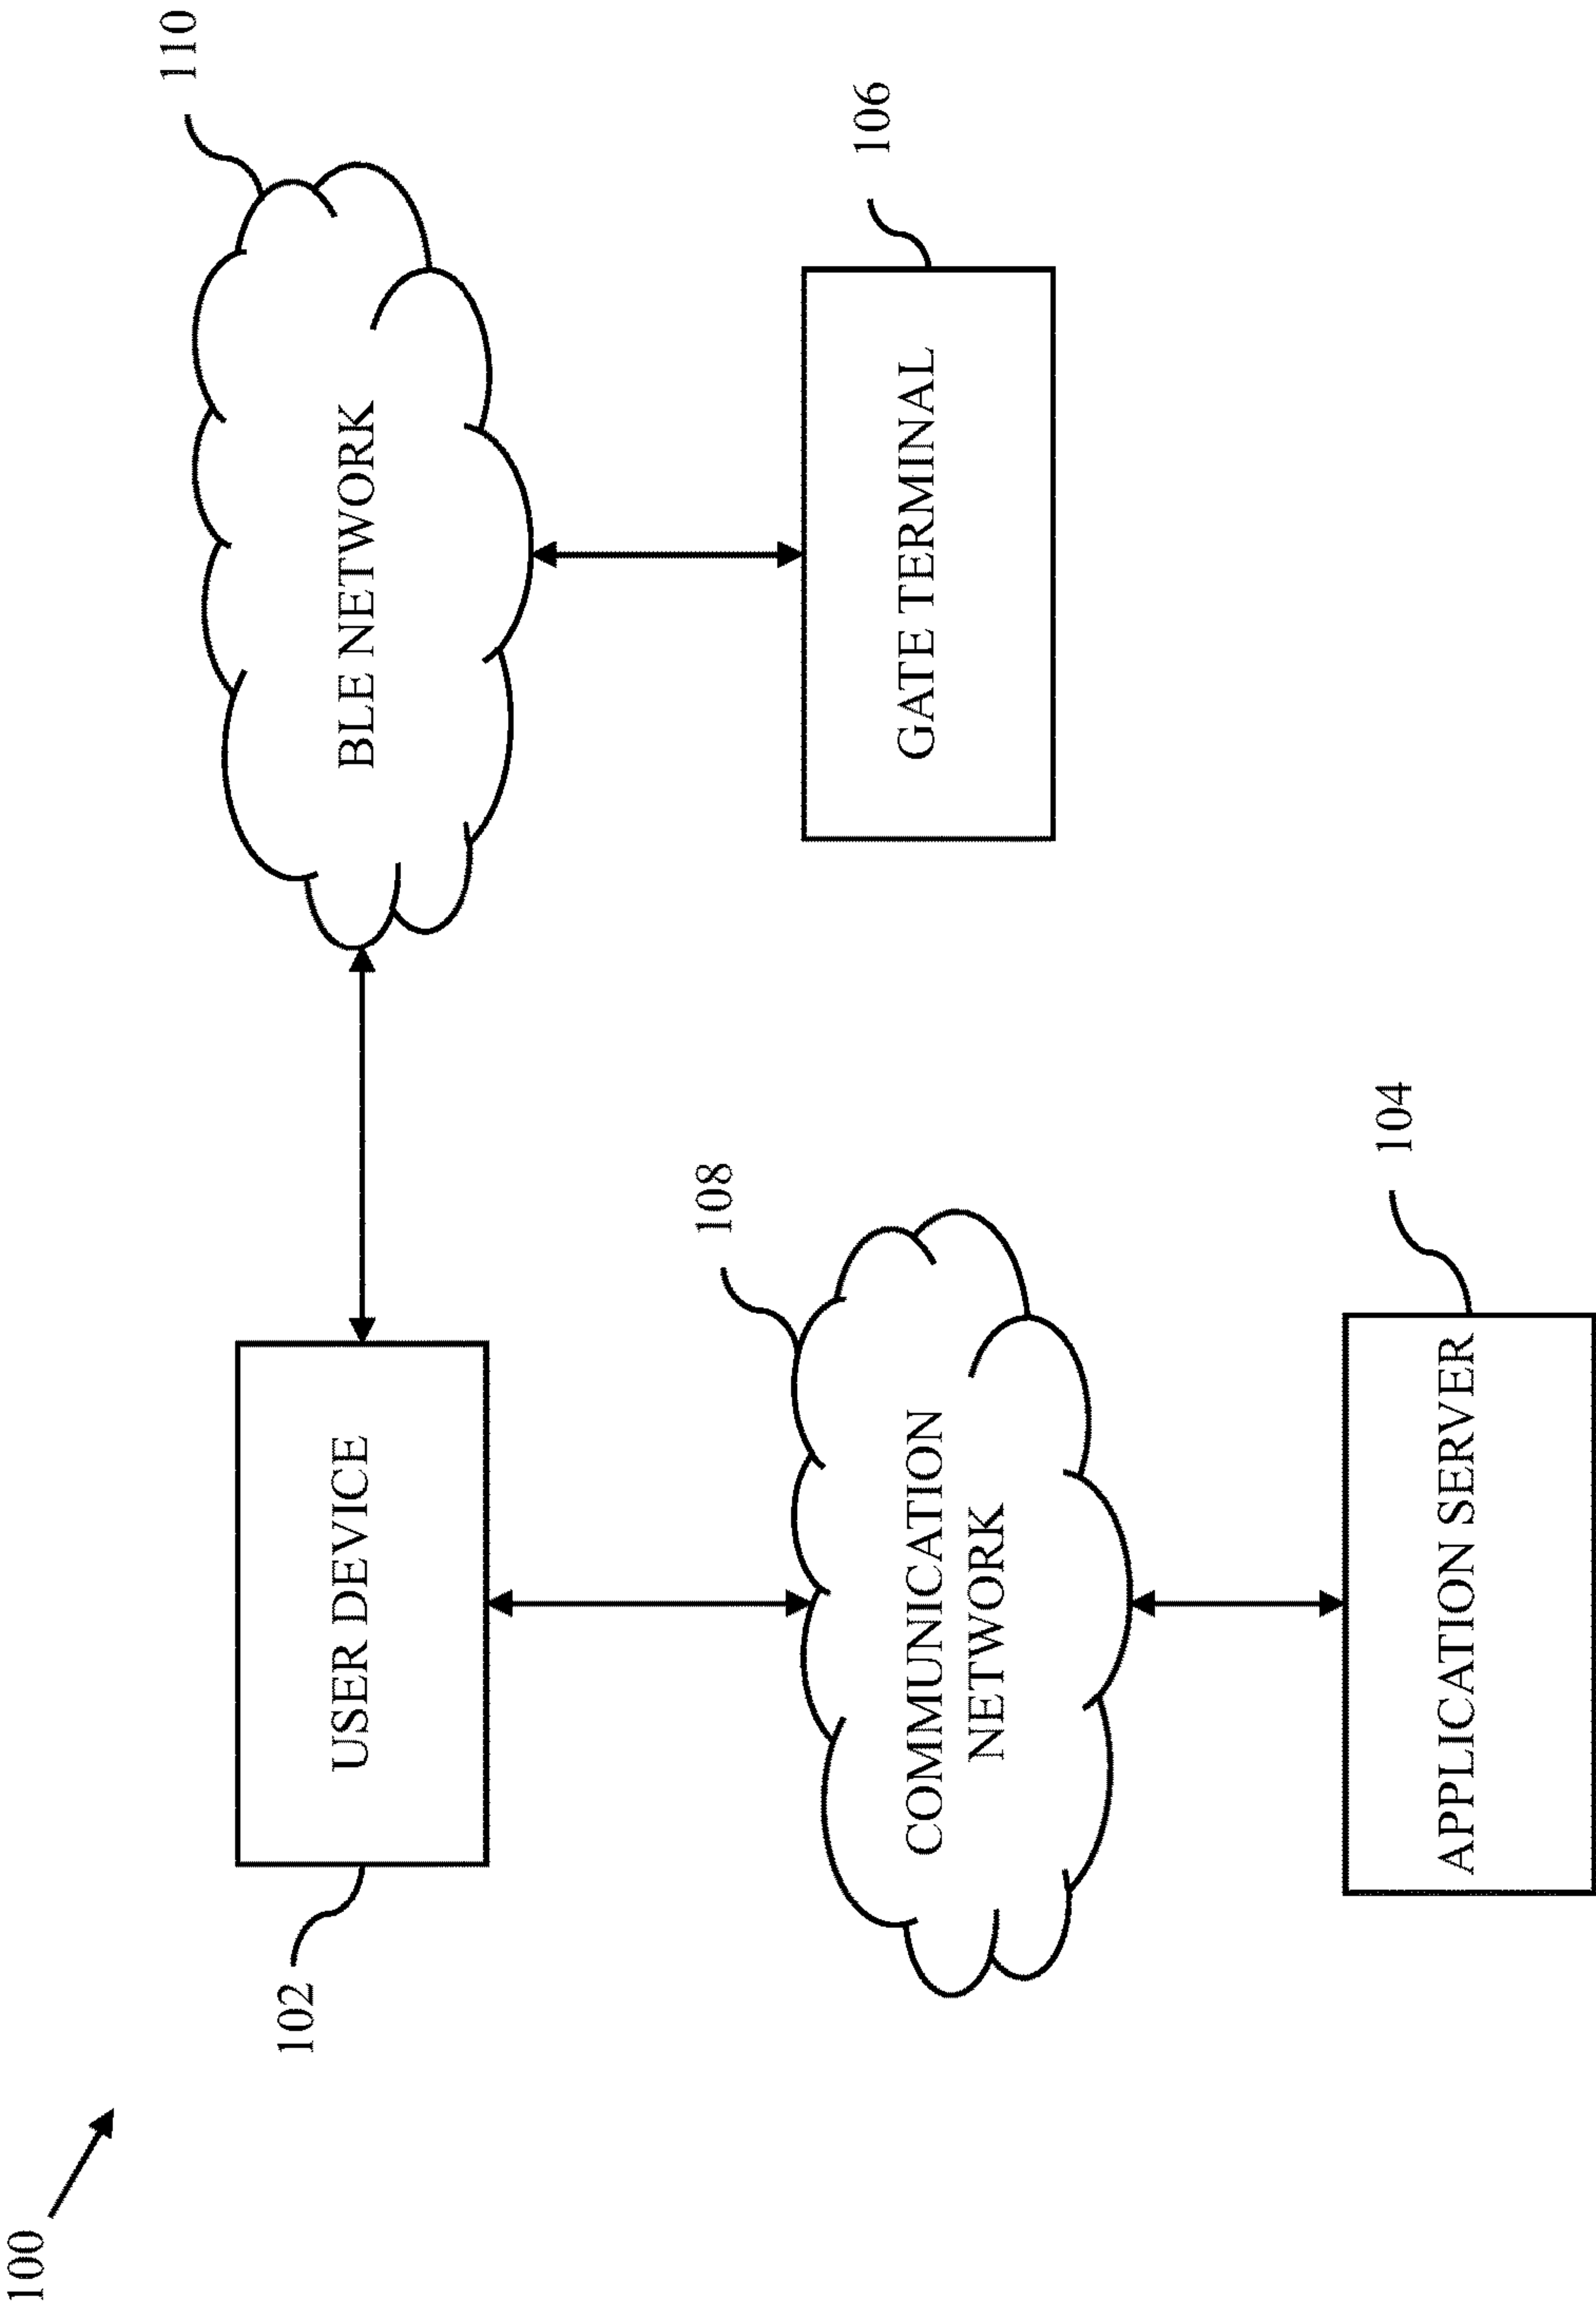 100
102
USER DEVICE
BLE NETWORK
110
COMMUNICATION
NETWORK
108
GATE TERMINAL
106
APPLICATION SERVER
104